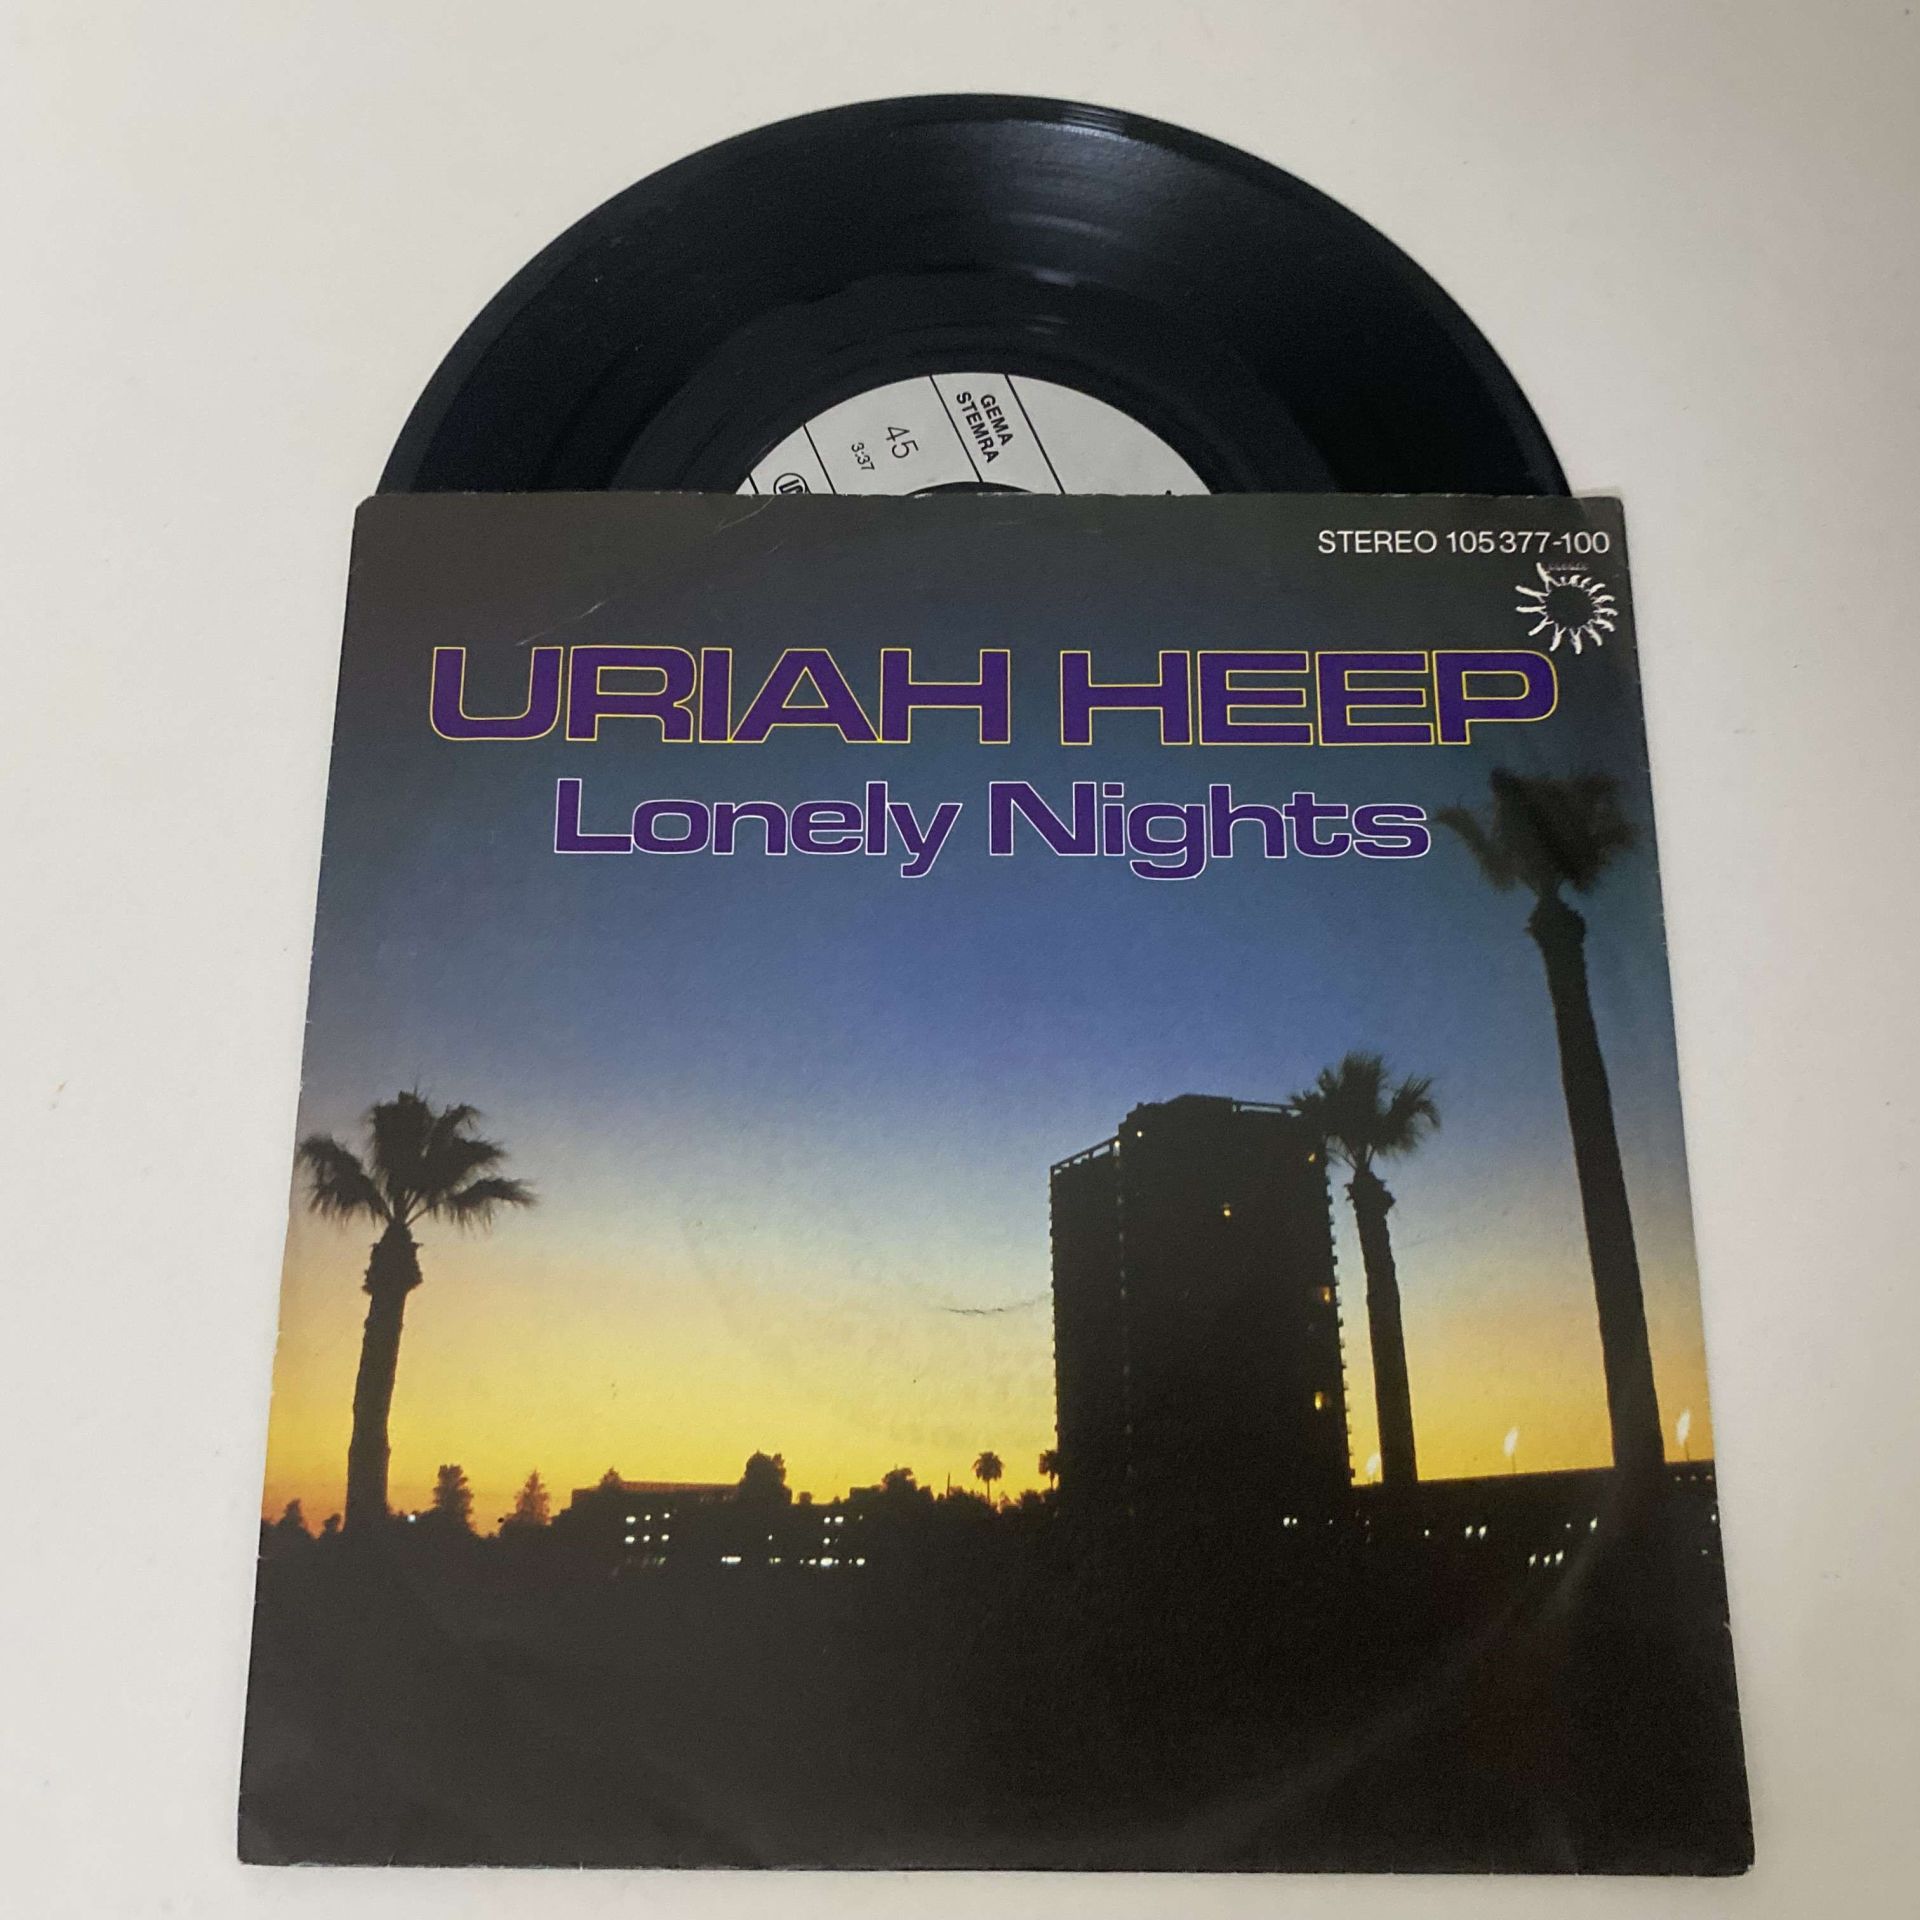 GEMA
STEMRA
45
3:37
STEREO 105 377-100
URIAH HEEP
Lonely Nights